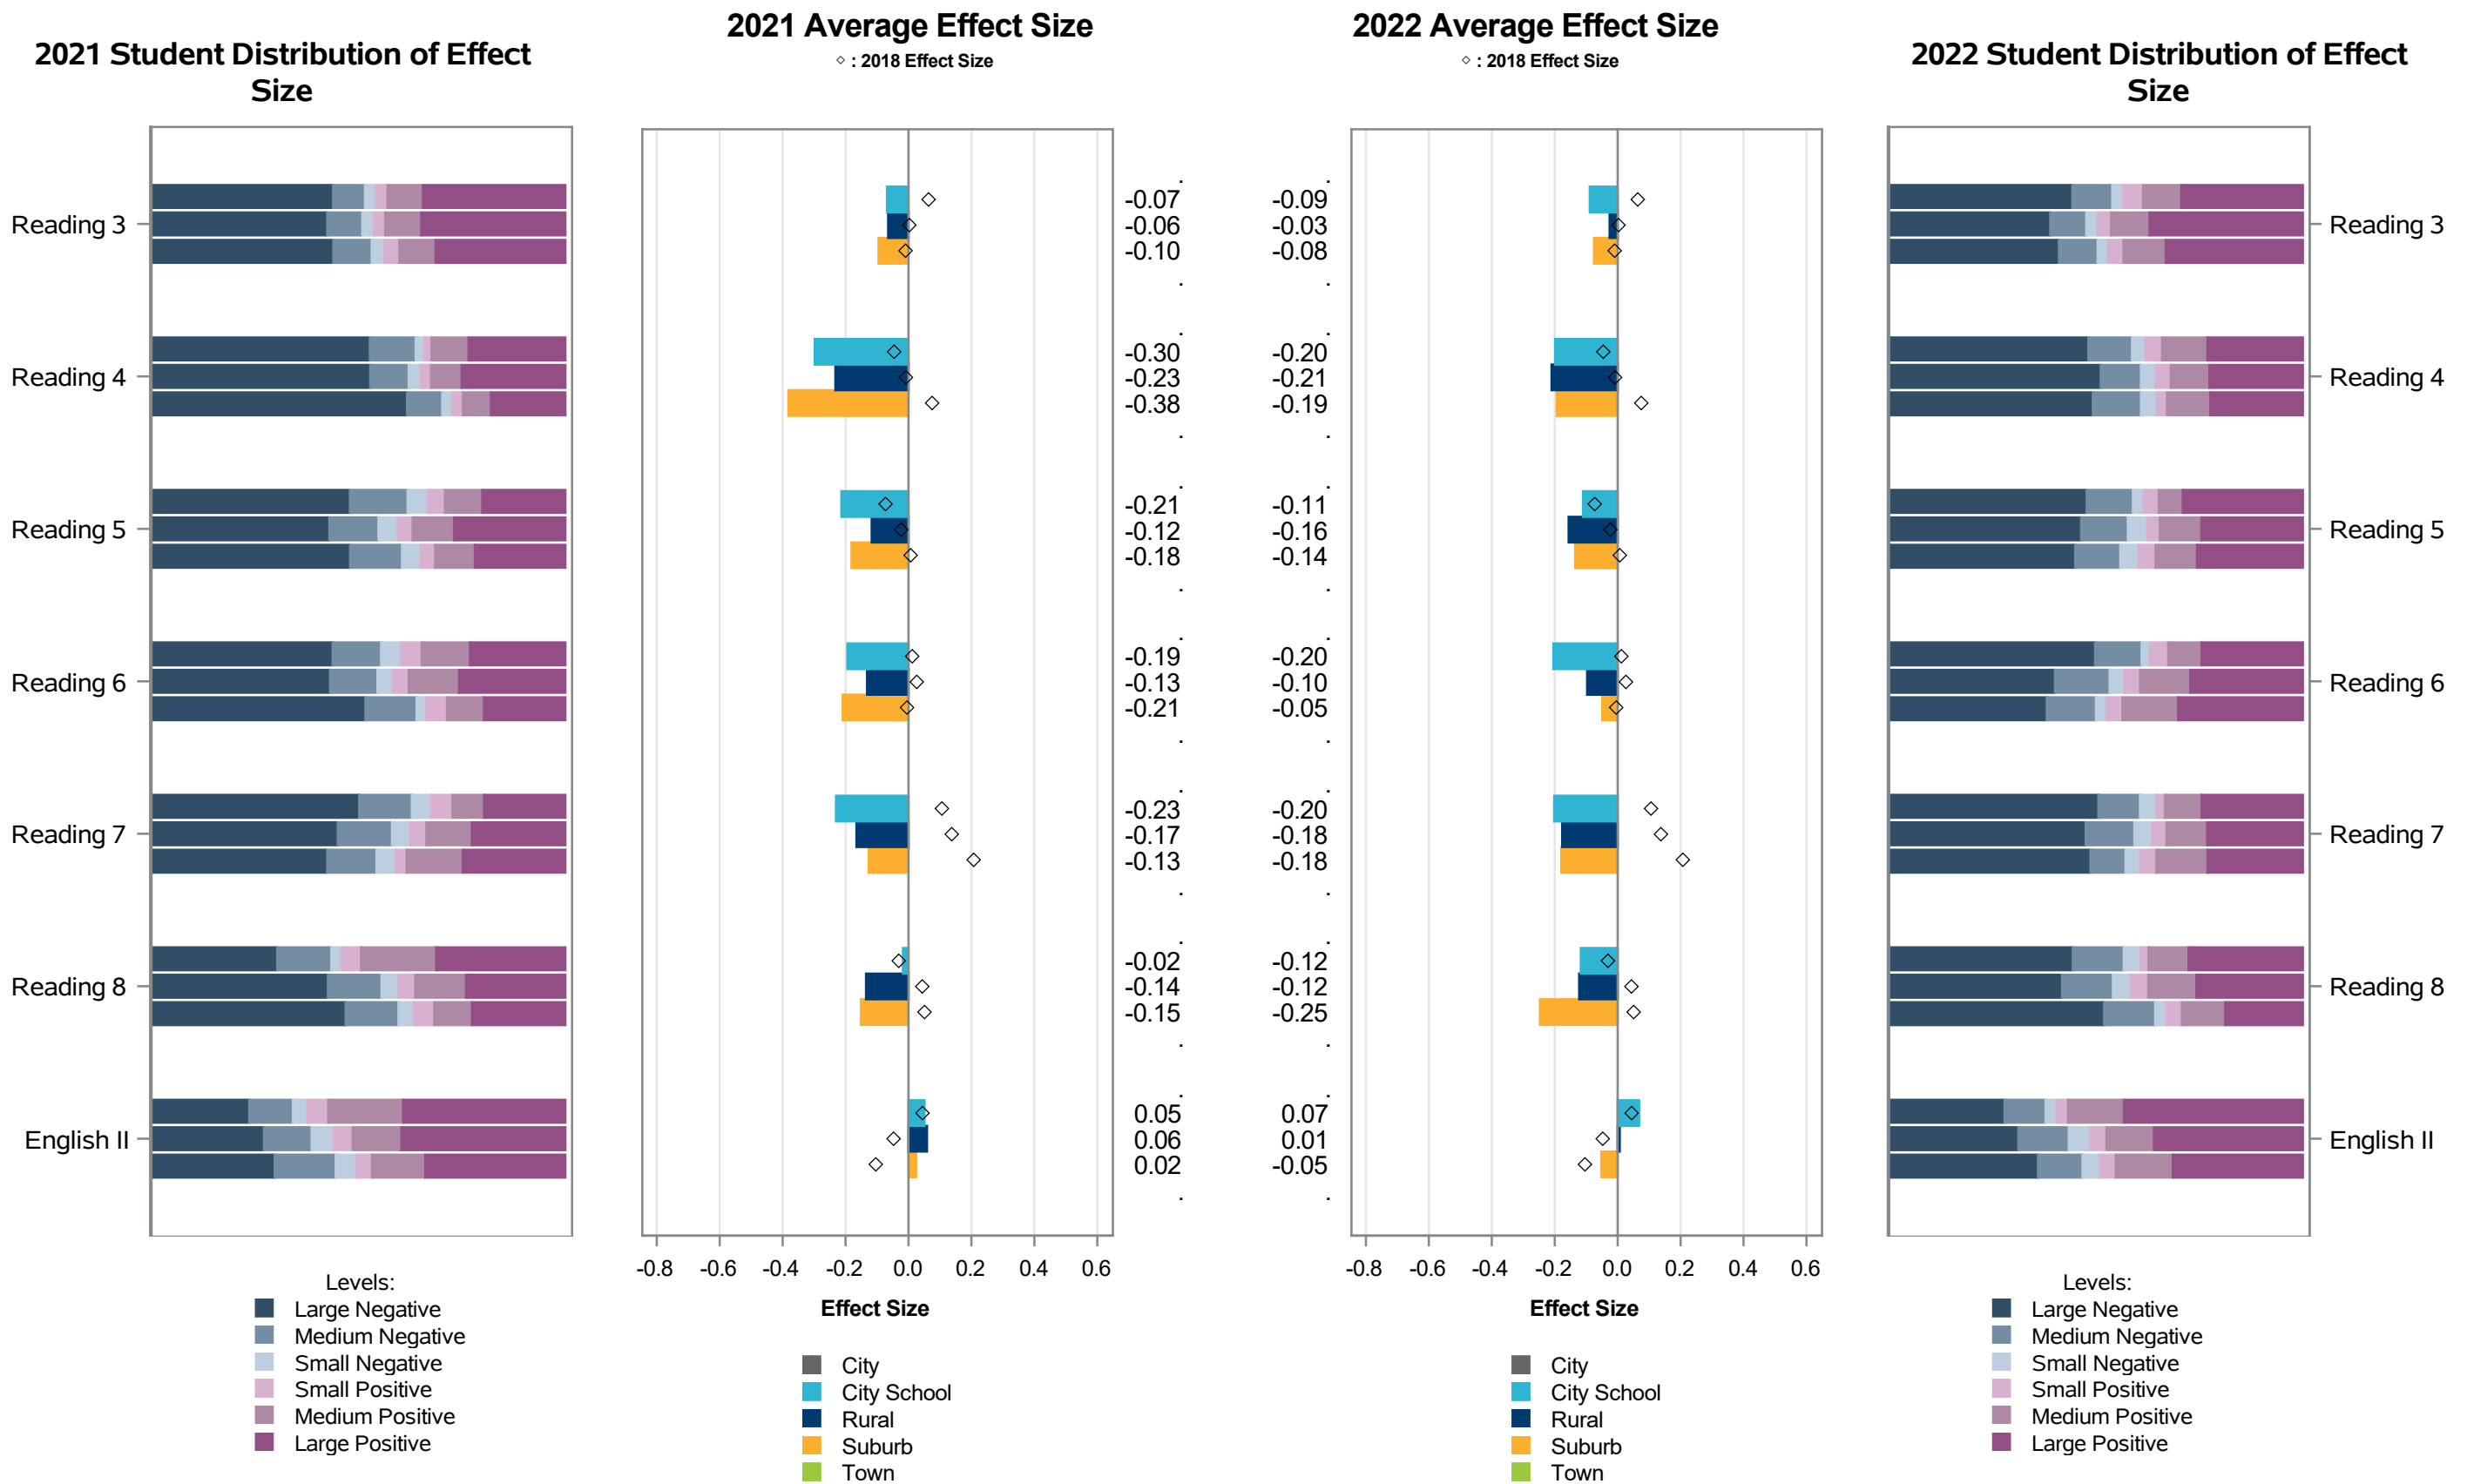 2021 Student Distribution of Effect
Size
Reading 3
Reading 4
Reading 5
Reading 6
Reading 7
Reading 8
English II
Levels:
Large Negative
Medium Negative
Small Negative
Small Positive
Medium Positive
Large Positive
2021 Average Effect Size
◇ : 2018 Effect Size
.
-0.07
-0.06
-0.10
.
.
-0.30
-0.23
-0.38
.
.
-0.21
-0.12
-0.18
.
.
-0.19
-0.13
-0.21
.
.
-0.23
-0.17
-0.13
.
.
-0.02
-0.14
-0.15
.
.
0.05
0.06
0.02
.
-0.8 -0.6 -0.4 -0.2 0.0 0.2 0.4 0.6
Effect Size
City
City School
Rural
Suburb
Town
2022 Average Effect Size
◇ : 2018 Effect Size
.
-0.09
-0.03
-0.08
.
.
-0.20
-0.21
-0.19
.
.
-0.11
-0.16
-0.14
.
.
-0.20
-0.10
-0.05
.
.
-0.20
-0.18
-0.18
.
.
-0.12
-0.12
-0.25
.
.
0.07
0.01
-0.05
.
-0.8 -0.6 -0.4 -0.2 0.0 0.2 0.4 0.6
Effect Size
City
City School
Rural
Suburb
Town
2022 Student Distribution of Effect
Size
Reading 3
Reading 4
Reading 5
Reading 6
Reading 7
Reading 8
English II
Levels:
Large Negative
Medium Negative
Small Negative
Small Positive
Medium Positive
Large Positive